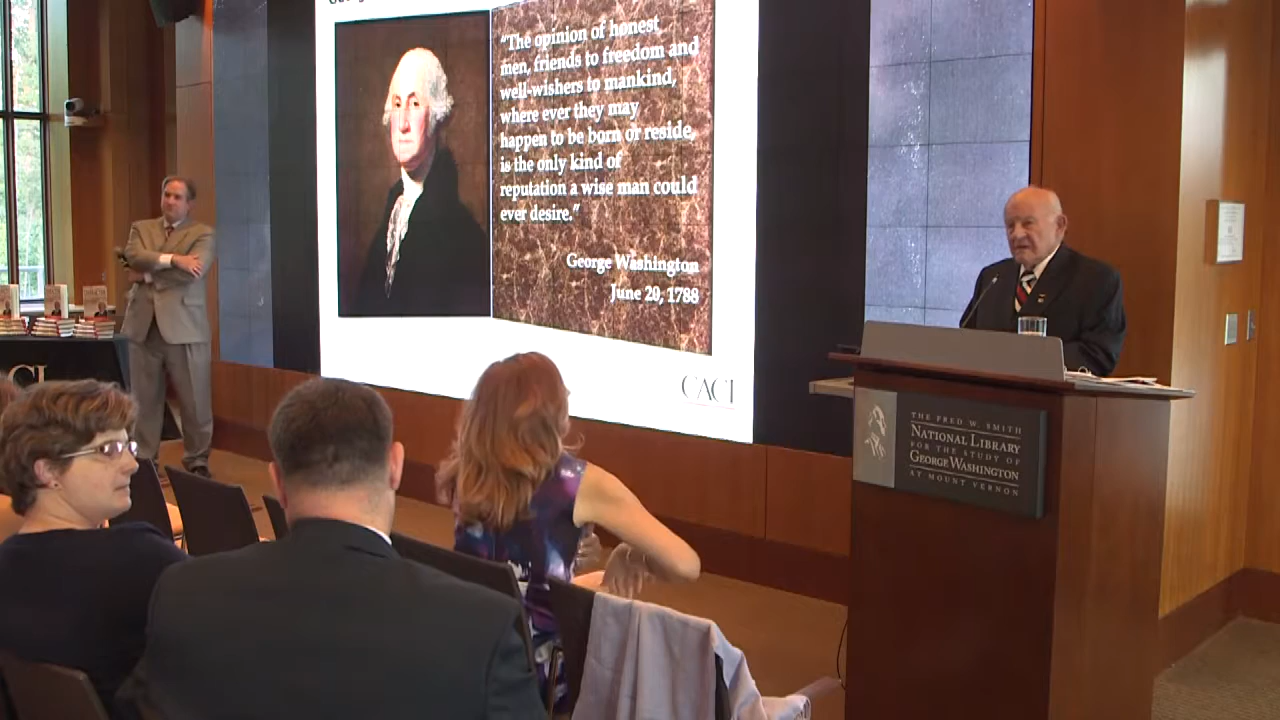 “The opinion of honest
men, friends to freedom and
well-wishers to mankind,
where ever they may
happen to be born or reside,
is the only kind of
reputation a wise man could
ever desire.”
George Washington
June 20, 1788
CACI
THE FRED W. SMITH
NATIONAL LIBRARY
FOR THE STUDY OF
GEORGE WASHINGTON
AT MOUNT VERNON